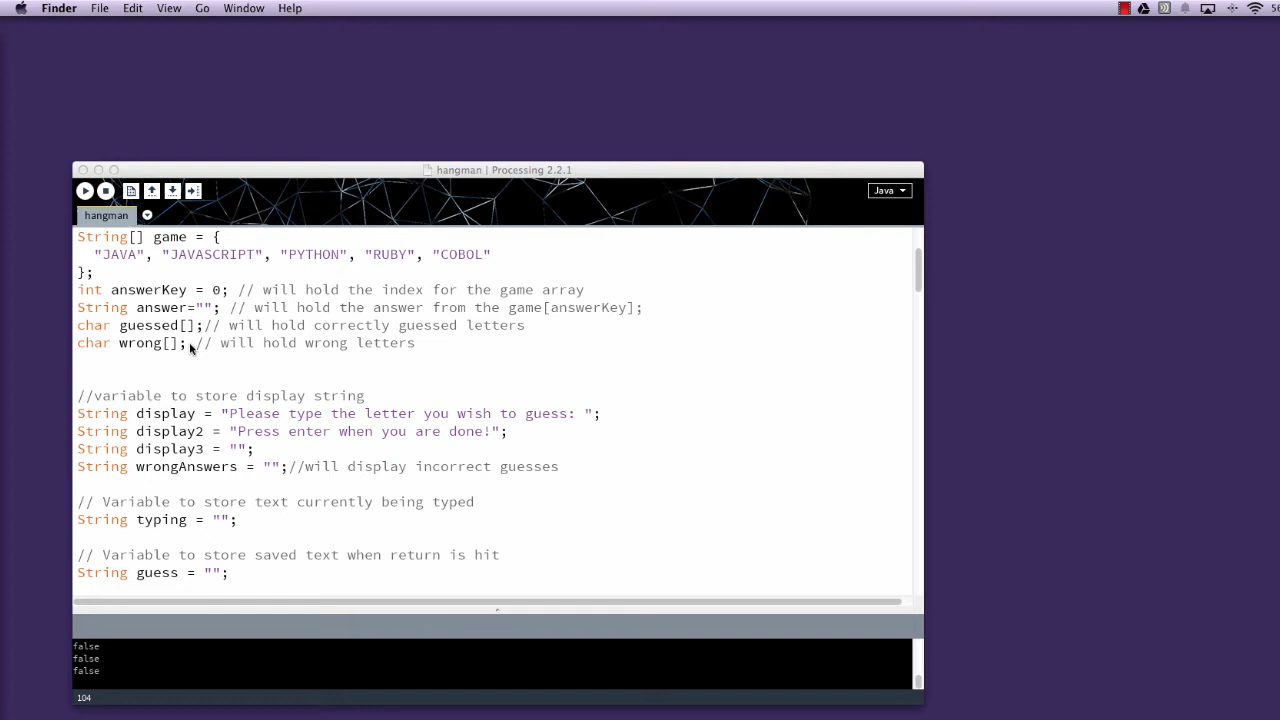 Finder File Edit View Go Window Help
hangman | Processing 2.2.1
Java
hangman
String[] game = {
"JAVA", "JAVASCRIPT", "PYTHON", "RUBY", "COBOL"
};
int answerKey = 0; // will hold the index for the game array
String answer=""; // will hold the answer from the game[answerKey];
char guessed[];// will hold correctly guessed letters
char wrong[]; // will hold wrong letters
//variable to store display string
String display = "Please type the letter you wish to guess: ";
String display2 = "Press enter when you are done!";
String display3 = "";
String wrongAnswers = "";//will display incorrect guesses
// Variable to store text currently being typed
String typing = "";
// Variable to store saved text when return is hit
String guess = "";
false
false
false
104